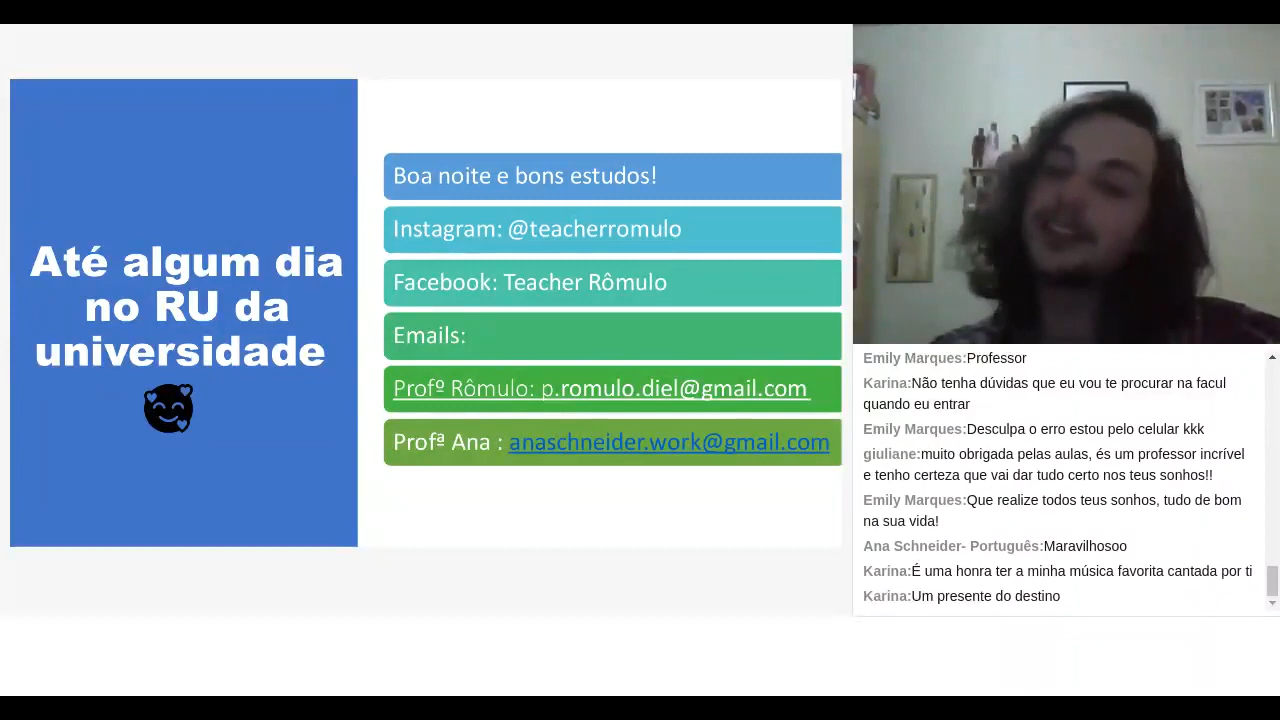 Até algum dia
no RU da
universidade
Boa noite e bons estudos!
Instagram: @teacherromulo
Facebook: Teacher Rômulo
Emails:
Profº Rômulo: p.romulo.diel@gmail.com
Profª Ana : anaschneider.work@gmail.com
Emily Marques:Professor
Karina:Não tenha dúvidas que eu vou te procurar na facul
quando eu entrar
Emily Marques:Desculpa o erro estou pelo celular kkk
giuliane:muito obrigada pelas aulas, és um professor incrível
e tenho certeza que vai dar tudo certo nos teus sonhos!!
Emily Marques:Que realize todos teus sonhos, tudo de bom
na sua vida!
Ana Schneider- Português:Maravilhosoo
Karina:É uma honra ter a minha música favorita cantada por ti
Karina:Um presente do destino